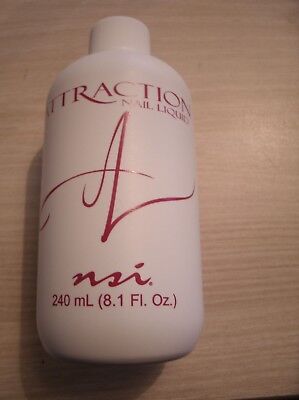 ATTRACTION
NAIL LIQUID
nsi.
240 mL (8.1 Fl. Oz.)